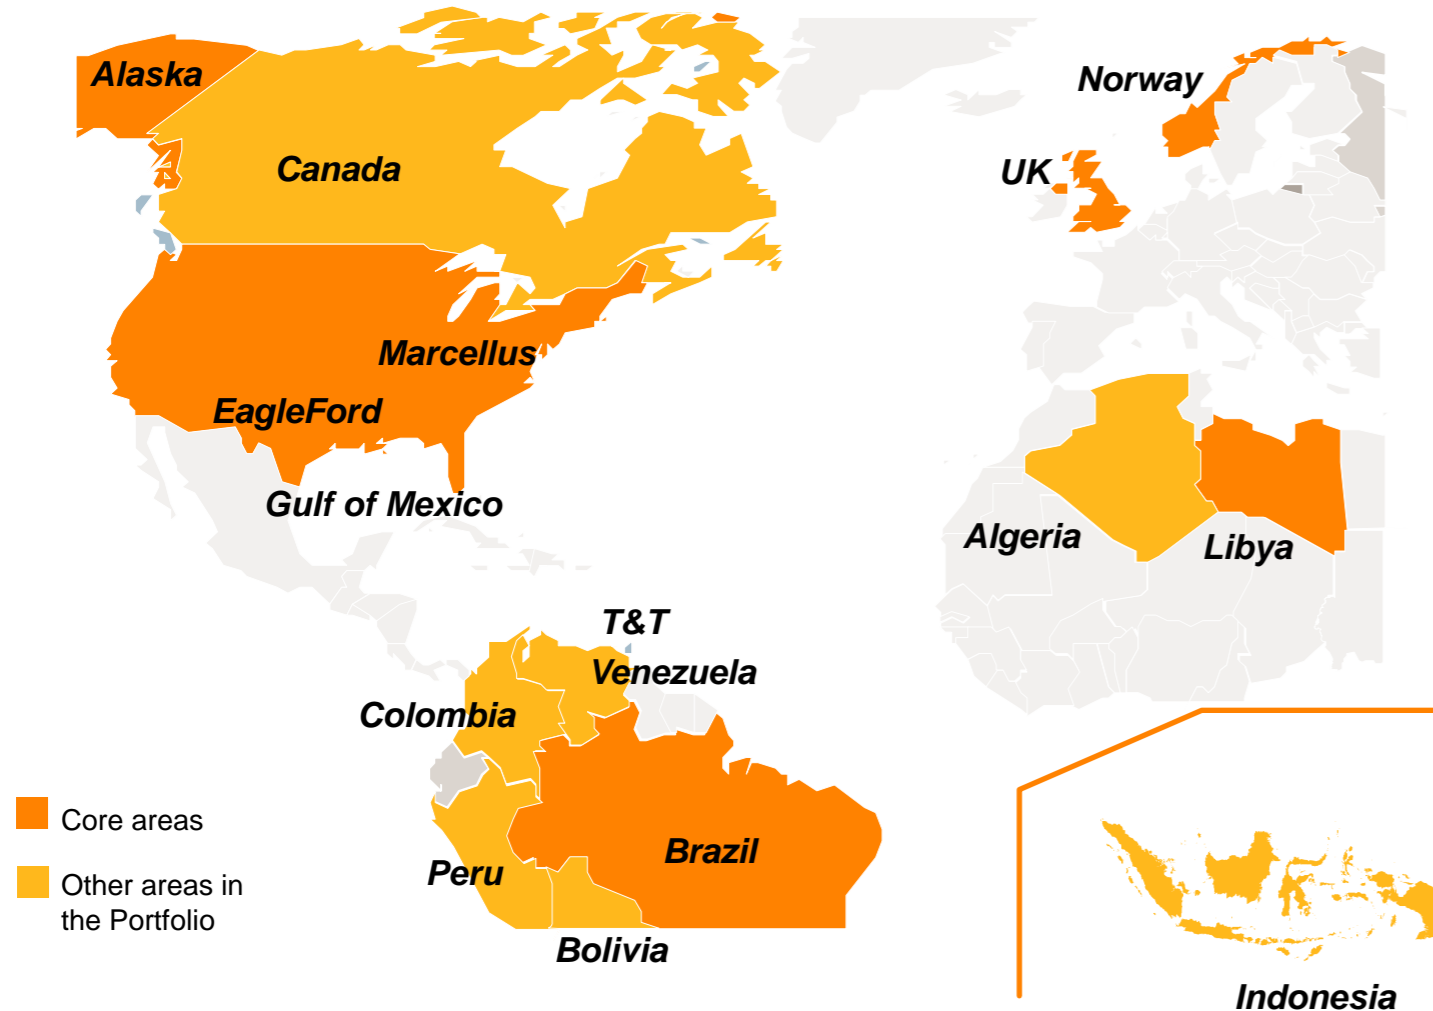 Alaska
Norway
Canada
UK
Marcellus
EagleFord
Gulf of Mexico
Algeria
Libya
T&T
Venezuela
Colombia
Core areas
Brazil
Peru
Other areas in
the Portfolio
Bolivia
Indonesia